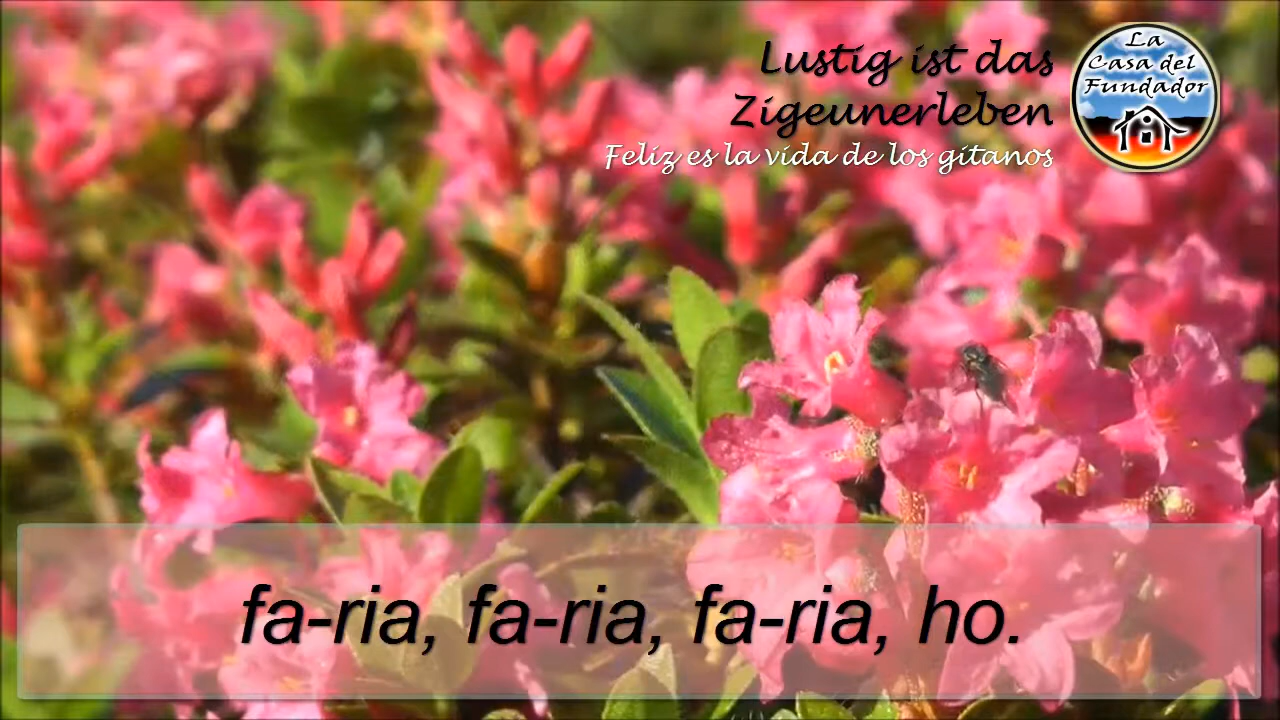 Lustig ist das
Zigeunerleben
Feliz es la vida de los gitanos
La
Casa del
Fundador
fa-ria, fa-ria, fa-ria, ho.